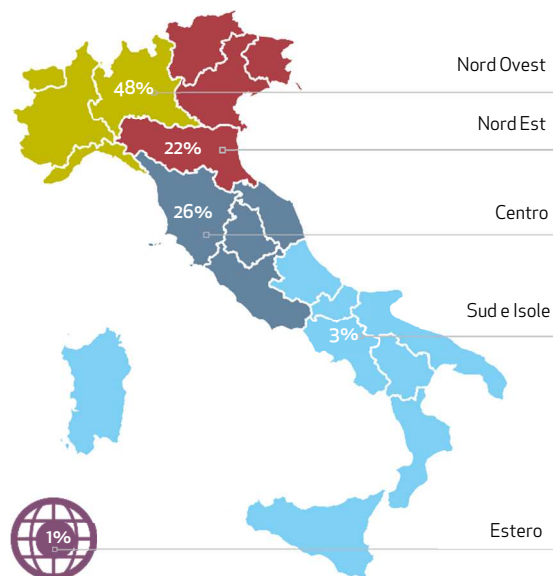 48% Nord Ovest
22% Nord Est
26% Centro
3% Sud e Isole
1% Estero